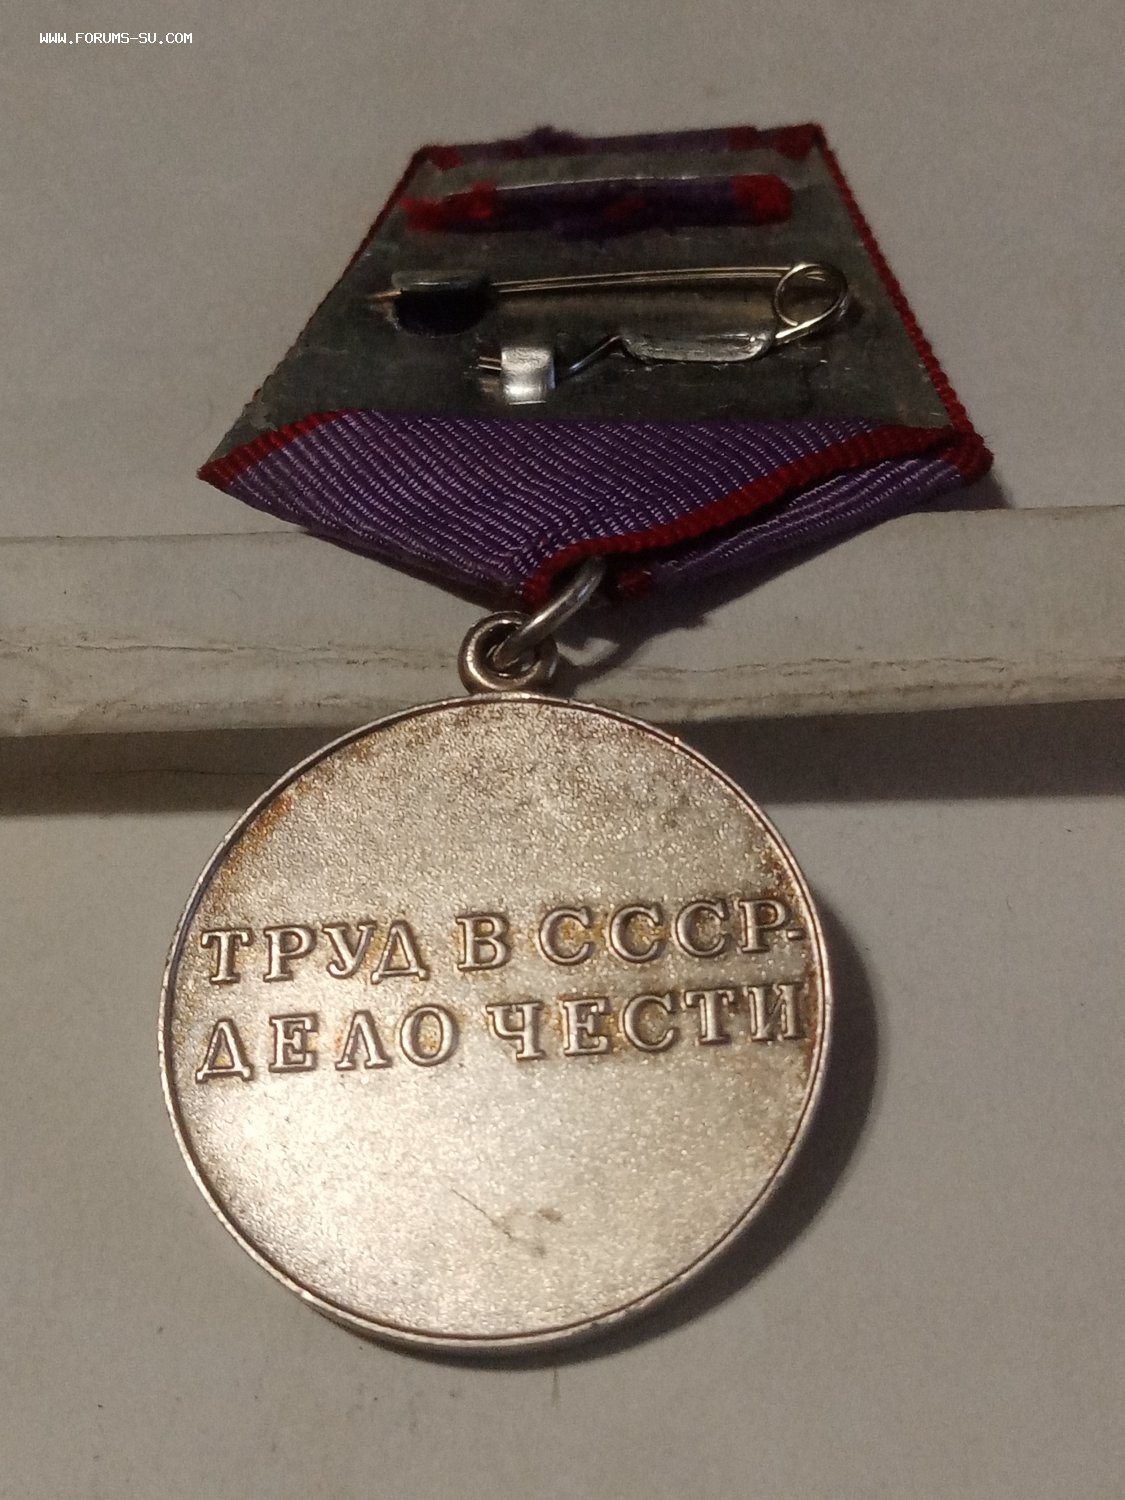 WWW.FORUMS-SU.COM
ТРУД В СССР-
ДЕЛО ЧЕСТИ